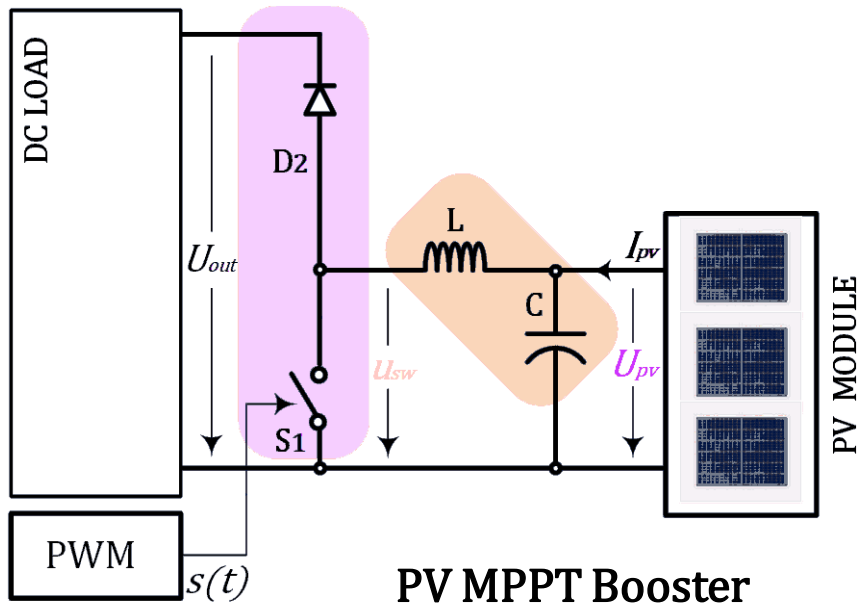 DC LOAD
D2
L
Uout
Ipv
C
usw
Upv
S1
PV MODULE
PWM
s(t)
PV MPPT Booster